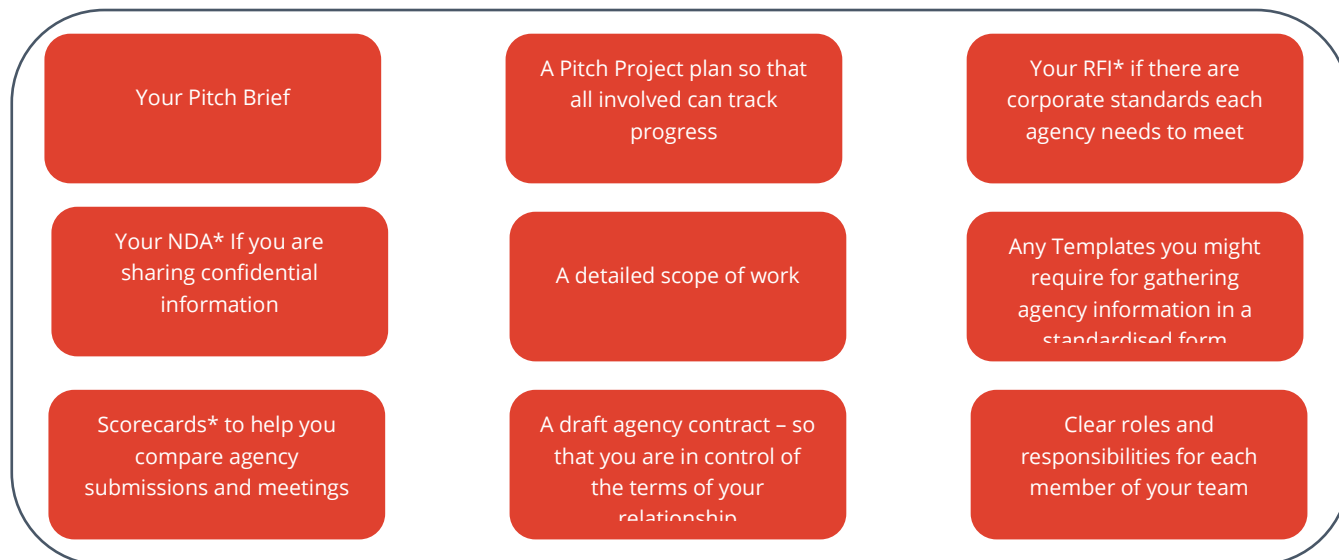 Your Pitch Brief
A Pitch Project plan so that
all involved can track
progress
Your RFI* if there are
corporate standards each
agency needs to meet
Your NDA* If you are
sharing confidential
information
A detailed scope of work
Any Templates you might
require for gathering
agency information in a
standardised form
Scorecards* to help you
compare agency
submissions and meetings
A draft agency contract – so
that you are in control of
the terms of your
relationship
Clear roles and
responsibilities for each
member of your team